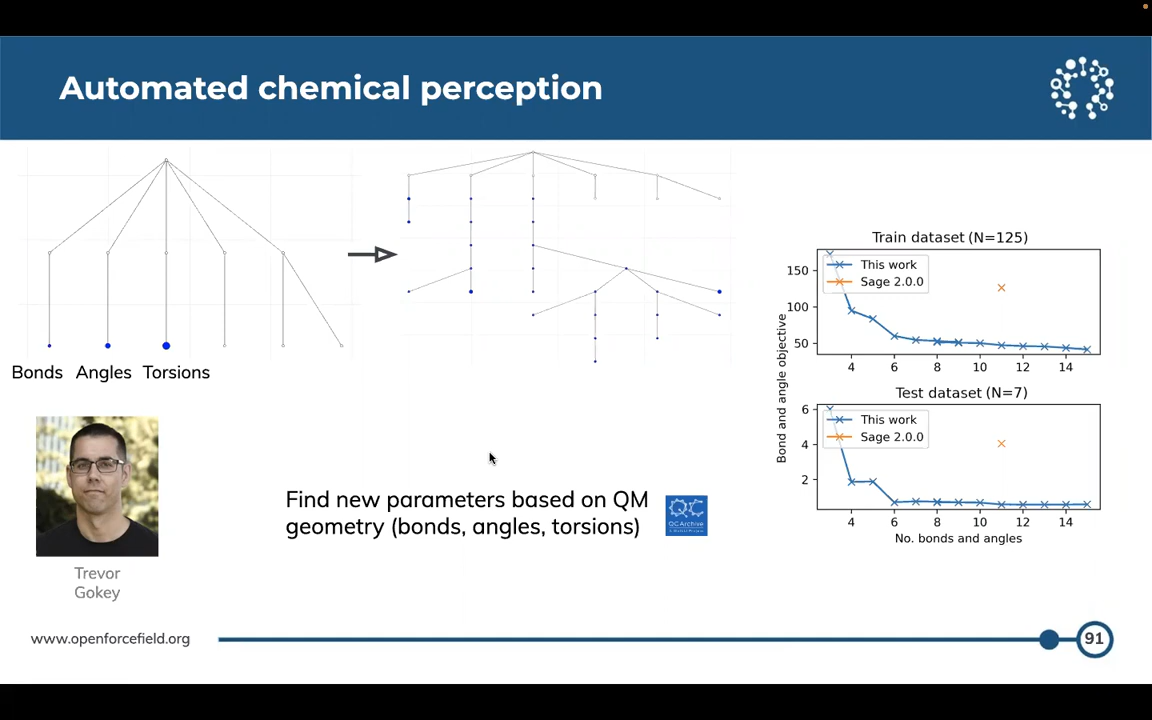 Automated chemical perception
Bonds Angles Torsions
Trevor
Gokey
Find new parameters based on QM
geometry (bonds, angles, torsions)
QC
QCArchive
Bond and angle objective
Train dataset (N=125)
This work
Sage 2.0.0
150
100
50
4 6 8 10 12 14
Test dataset (N=7)
This work
Sage 2.0.0
6
4
2
4 6 8 10 12 14
No. bonds and angles
www.openforcefield.org
91